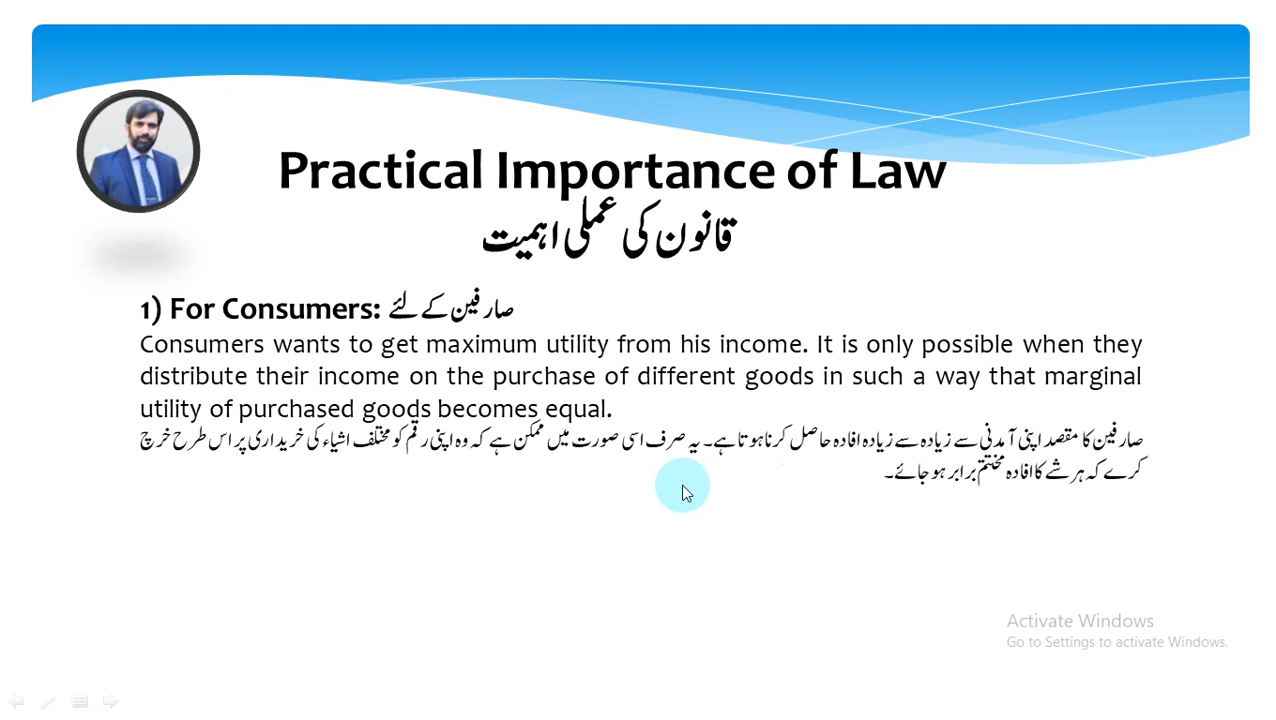 Practical Importance of Law
قانون کی عملی اہمیت
1) For Consumers: صارفین کے لئے
Consumers wants to get maximum utility from his income. It is only possible when they
distribute their income on the purchase of different goods in such a way that marginal
utility of purchased goods becomes equal.
صارفین کا مقصد اپنی آمدنی سے زیادہ سے زیادہ افادہ حاصل کرنا ہوتا ہے۔ یہ صرف اسی صورت میں ممکن ہے کہ وہ اپنی رقم کو مختلف اشیاء کی خریداری پر اس طرح خرچ
کرے کہ ہر شے کا افادہ مختتم برابر ہو جائے۔
Activate Windows
Go to Settings to activate Windows.